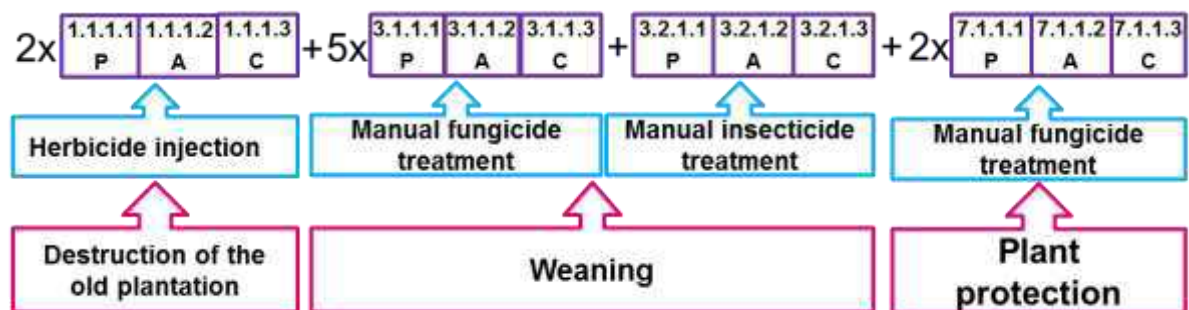 2x 1.1.1.1 1.1.1.2 1.1.1.3 +5x 3.1.1.1 3.1.1.2 3.1.1.3 + 3.2.1.1 3.2.1.2 3.2.1.3 + 2x 7.1.1.1 7.1.1.2 7.1.1.3
P A C P A C P A C P A C
Herbicide injection
Manual fungicide
treatment
Manual insecticide
treatment
Manual fungicide
treatment
Destruction of the
old plantation
Weaning
Plant
protection